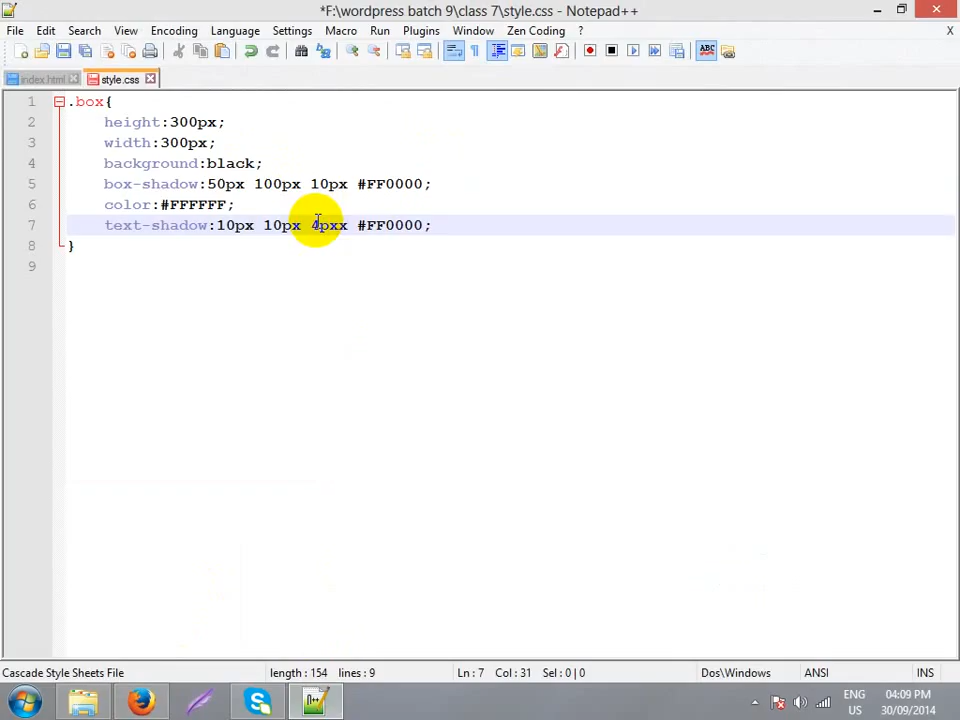 *F:\wordpress batch 9\class 7\style.css - Notepad++
File Edit Search View Encoding Language Settings Macro Run Plugins Window Zen Coding ? X
index.html style.css
1 .box{
2 height:300px;
3 width:300px;
4 background:black;
5 box-shadow:50px 100px 10px #FF0000;
6 color:#FFFFFF;
7 text-shadow:10px 10px 4pxx #FF0000;
8 }
9
Cascade Style Sheets File length : 154 lines : 9 Ln : 7 Col : 31 Sel : 0 | 0 Dos\Windows ANSI INS
ENG 04:09 PM
US 30/09/2014